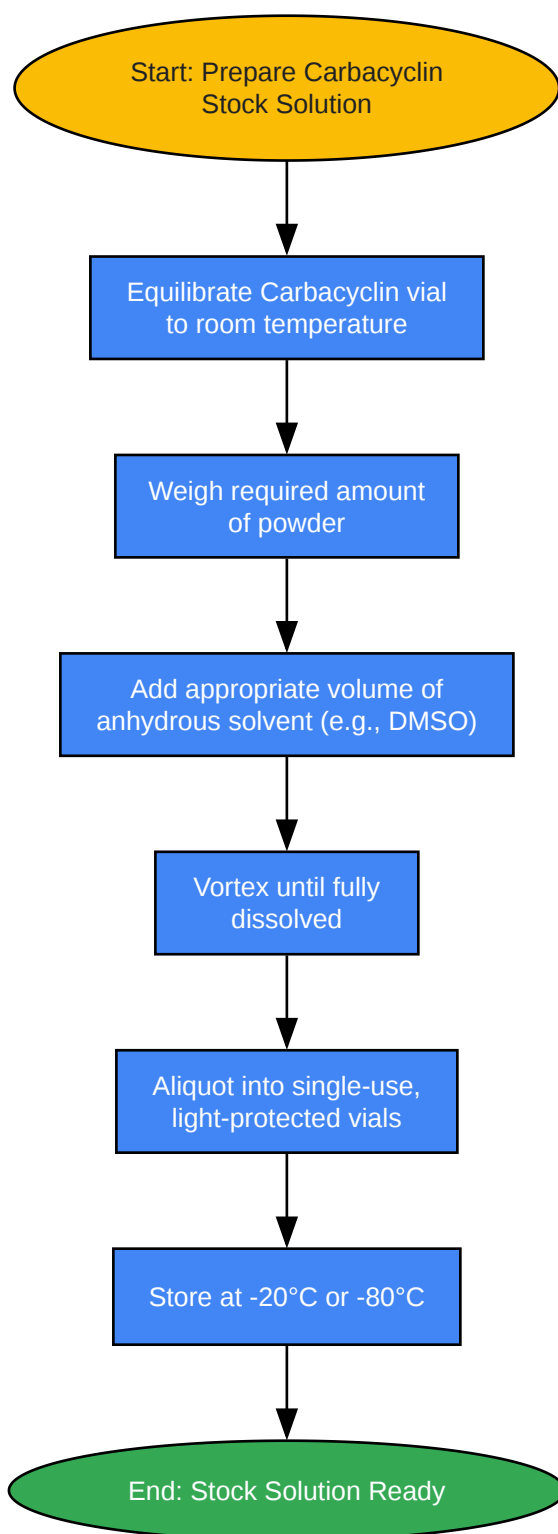 Start: Prepare Carbacyclin
Stock Solution
Equilibrate Carbacyclin vial
to room temperature
Weigh required amount
of powder
Add appropriate volume of
anhydrous solvent (e.g., DMSO)
Vortex until fully
dissolved
Aliquot into single-use,
light-protected vials
Store at -20°C or -80°C
End: Stock Solution Ready